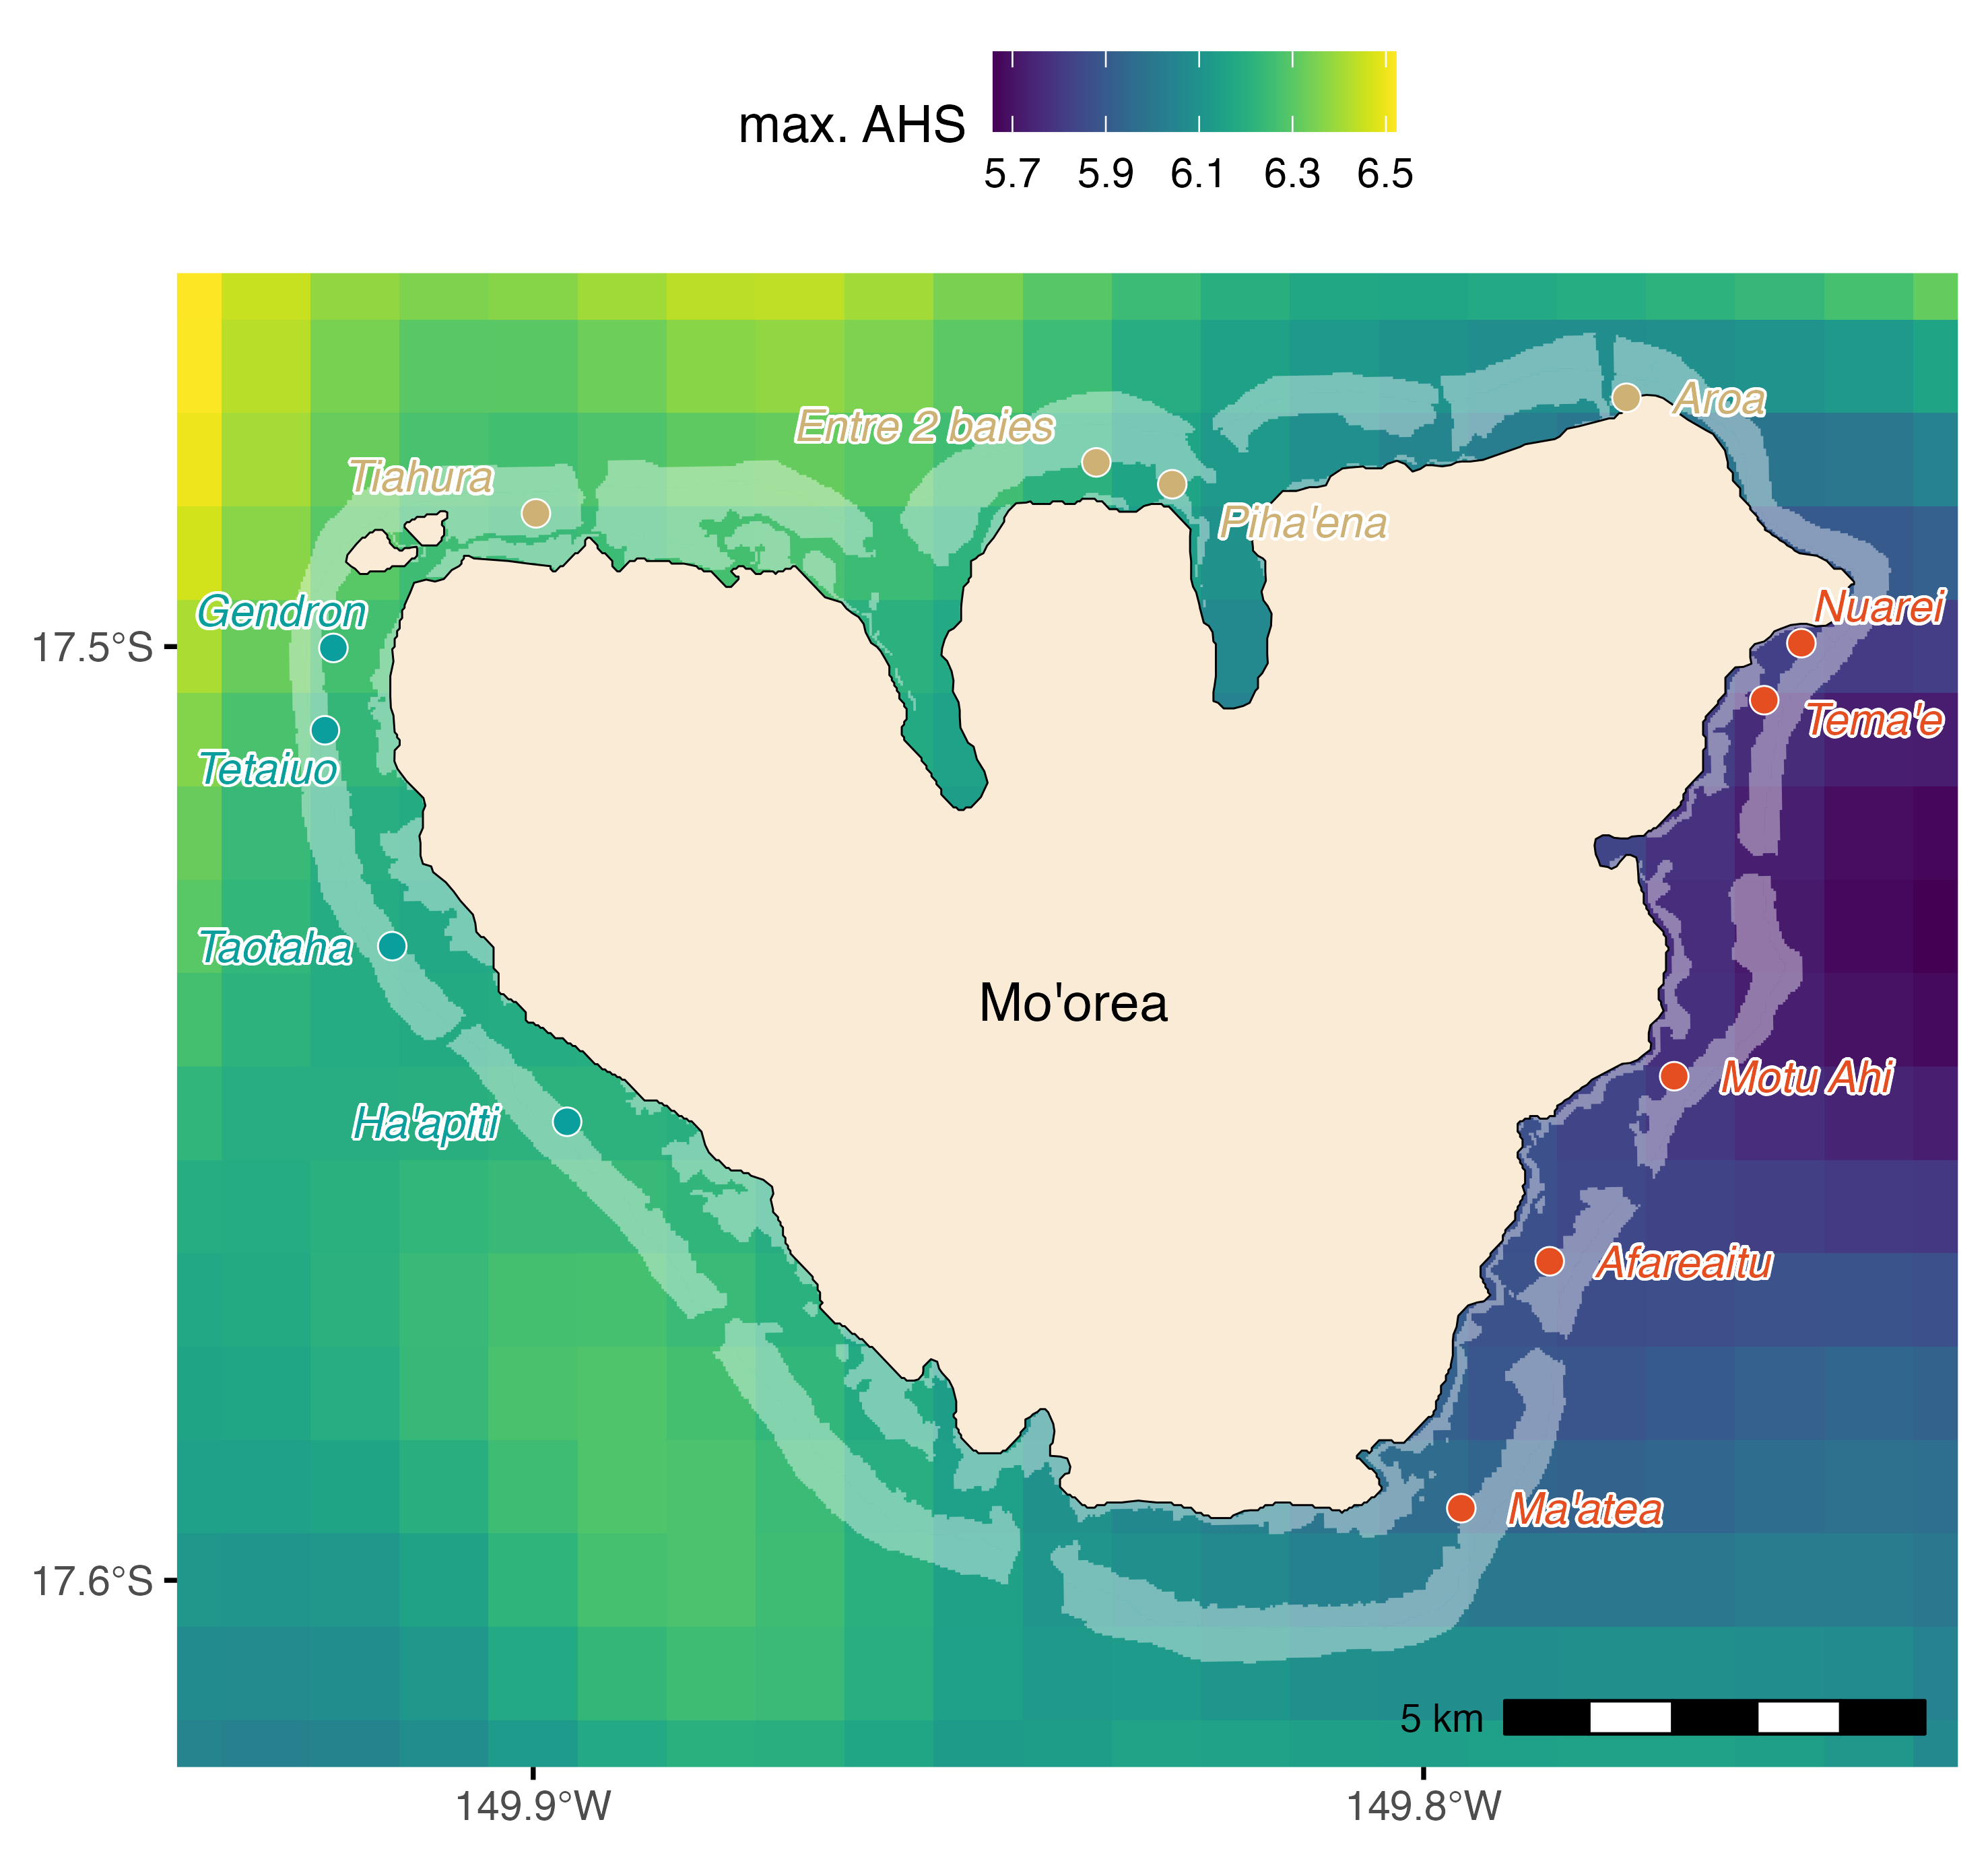 max. AHS
5.7 5.9 6.1 6.3 6.5
Aroa
Entre 2 baies
Tiahura
Piha'ena
Gendron
Nuarei
17.5°S
Tema'e
Tetaiuo
Taotaha
Mo'orea
Motu Ahi
Ha'apiti
Afareaitu
Ma'atea
17.6°S
5 km
149.9°W 149.8°W